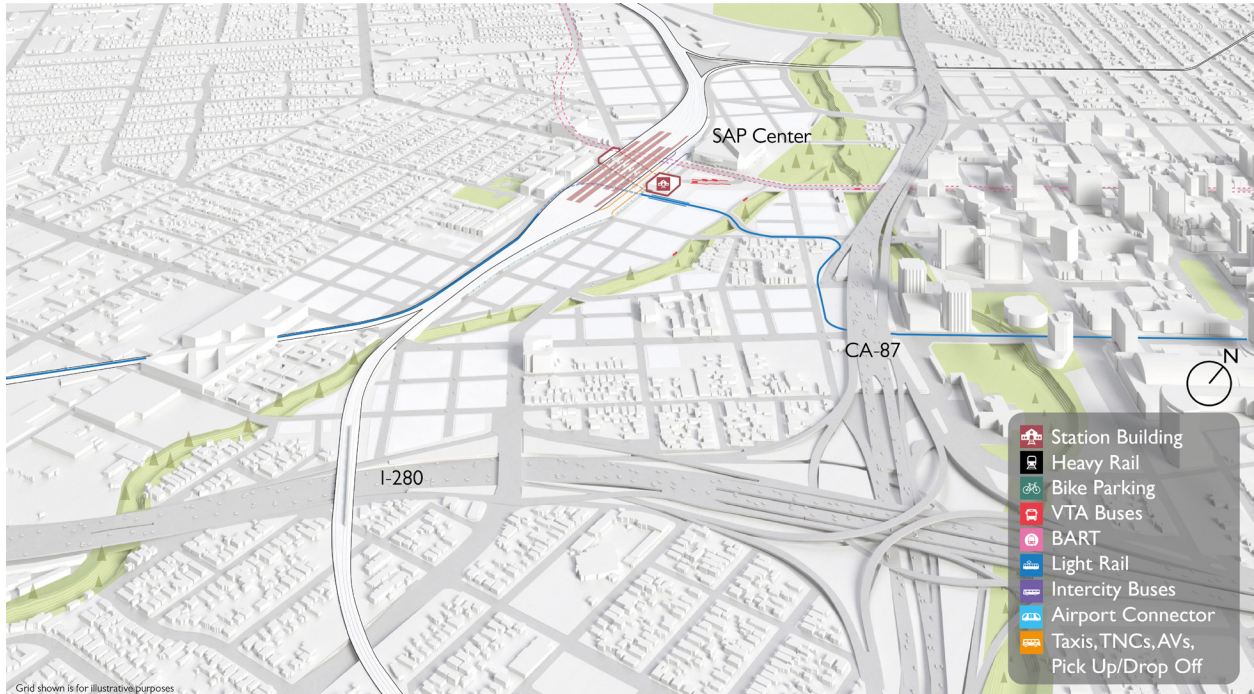 SAP Center
CA-87
N
I-280
Station Building
Heavy Rail
Bike Parking
VTA Buses
BART
Light Rail
Intercity Buses
Airport Connector
Taxis, TNCs, AVs,
Pick Up/Drop Off
Grid shown is for illustrative purposes